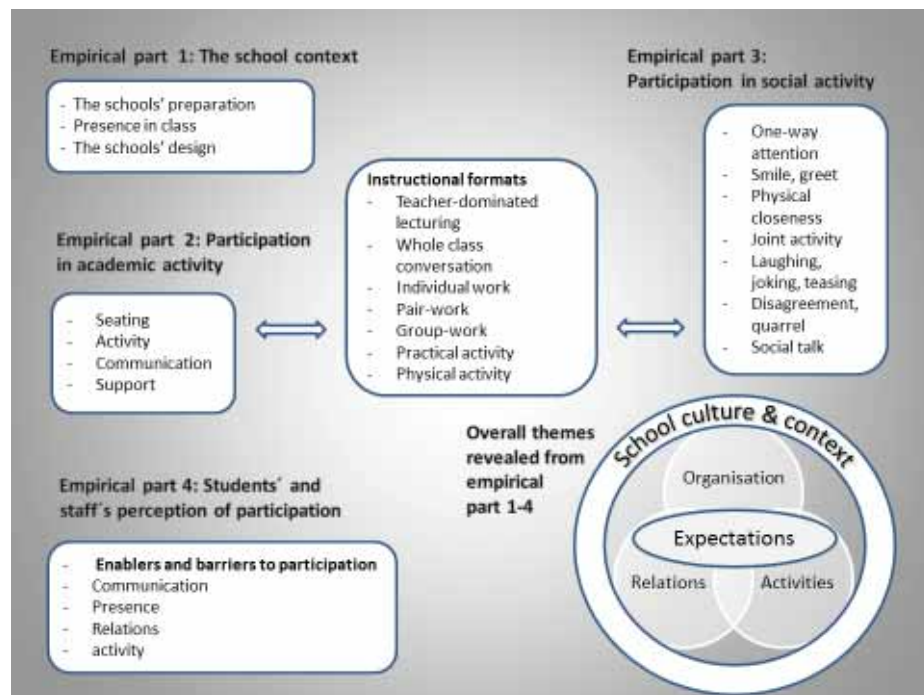 Empirical part 1: The school context
- The schools' preparation
- Presence in class
- The schools' design
Empirical part 2: Participation
in academic activity
- Seating
- Activity
- Communication
- Support
Instructional formats
- Teacher-dominated
lecturing
- Whole class
conversation
- Individual work
- Pair-work
- Group-work
- Practical activity
- Physical activity
Empirical part 3:
Participation in social activity
- One-way
attention
- Smile, greet
- Physical
closeness
- Joint activity
- Laughing,
joking, teasing
- Disagreement,
quarrel
- Social talk
Empirical part 4: Students´ and
staff´s perception of participation
- Enablers and barriers to participation
- Communication
- Presence
- Relations
- activity
Overall themes
revealed from
empirical
part 1-4
School culture & context
Organisation
Expectations
Relations
Activities